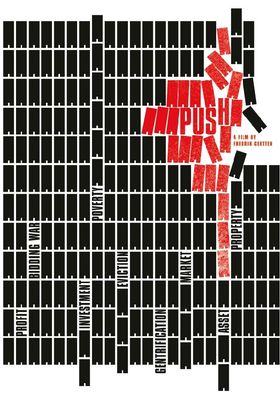 PUSH
A FILM BY
FREDRIK GERTTEN
POVERTY
PROPERTY
BIDDING WAR
EVICTION
MARKET
PROFIT
INVESTMENT
GENTRIFICATION
ASSET